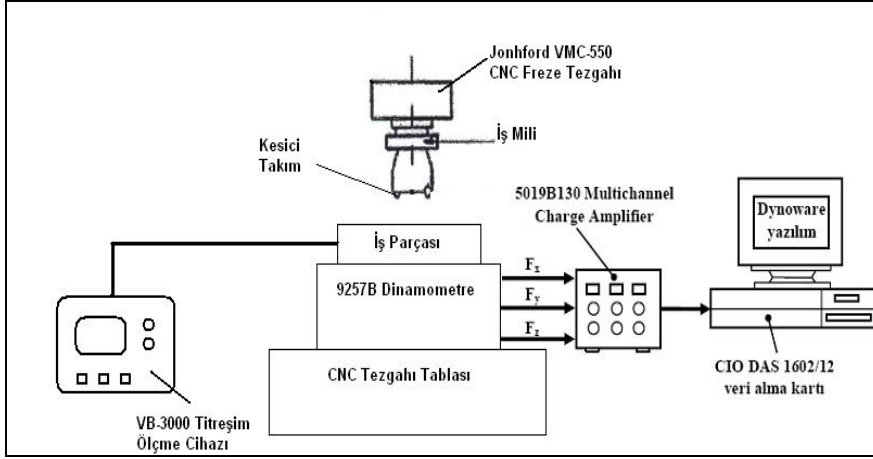 Jonhford VMC-550
CNC Freze Tezgahı
İş Mili
Kesici
Takım
5019B130 Multichannel
Charge Amplifier
Dynoware
yazılım
İş Parçası
Fx
9257B Dinamometre
Fy
Fz
CNC Tezgahı Tablası
CIO DAS 1602/12
veri alma kartı
VB-3000 Titreşim
Ölçme Cihazı